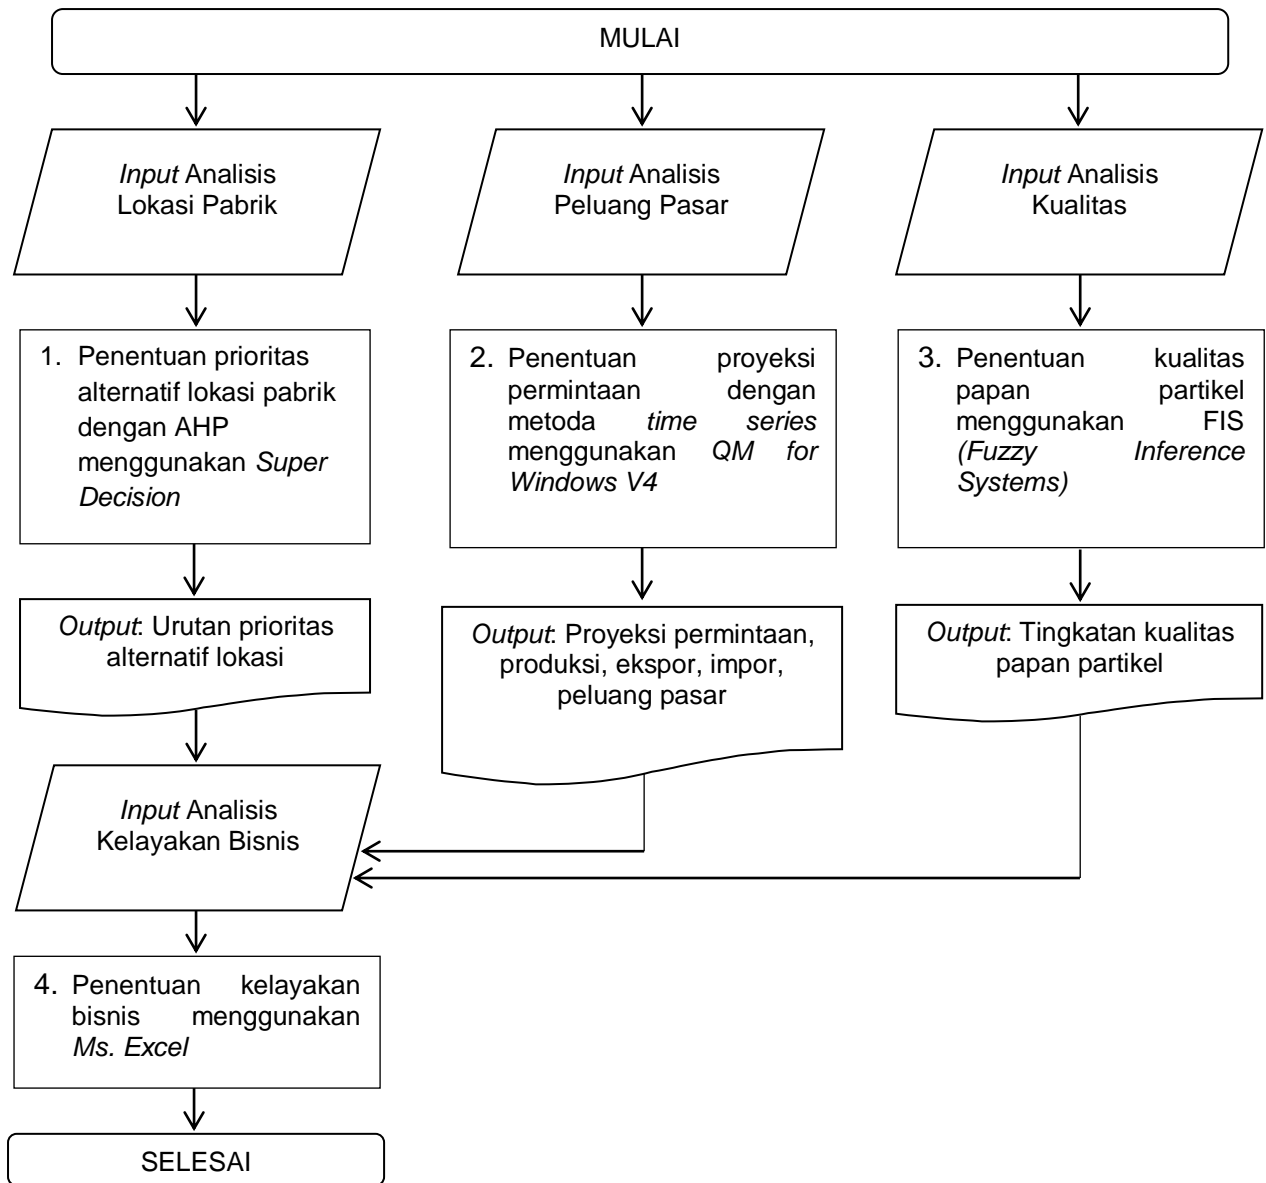 MULAI
Input Analisis
Lokasi Pabrik
Input Analisis
Peluang Pasar
Input Analisis
Kualitas
1. Penentuan prioritas
alternatif lokasi pabrik
dengan AHP
menggunakan Super
Decision
2. Penentuan proyeksi
permintaan dengan
metoda time series
menggunakan QM for
Windows V4
3. Penentuan kualitas
papan partikel
menggunakan FIS
(Fuzzy Inference
Systems)
Output: Urutan prioritas
alternatif lokasi
Output: Proyeksi permintaan,
produksi, ekspor, impor,
peluang pasar
Output: Tingkatan kualitas
papan partikel
Input Analisis
Kelayakan Bisnis
4. Penentuan kelayakan
bisnis menggunakan
Ms. Excel
SELESAI